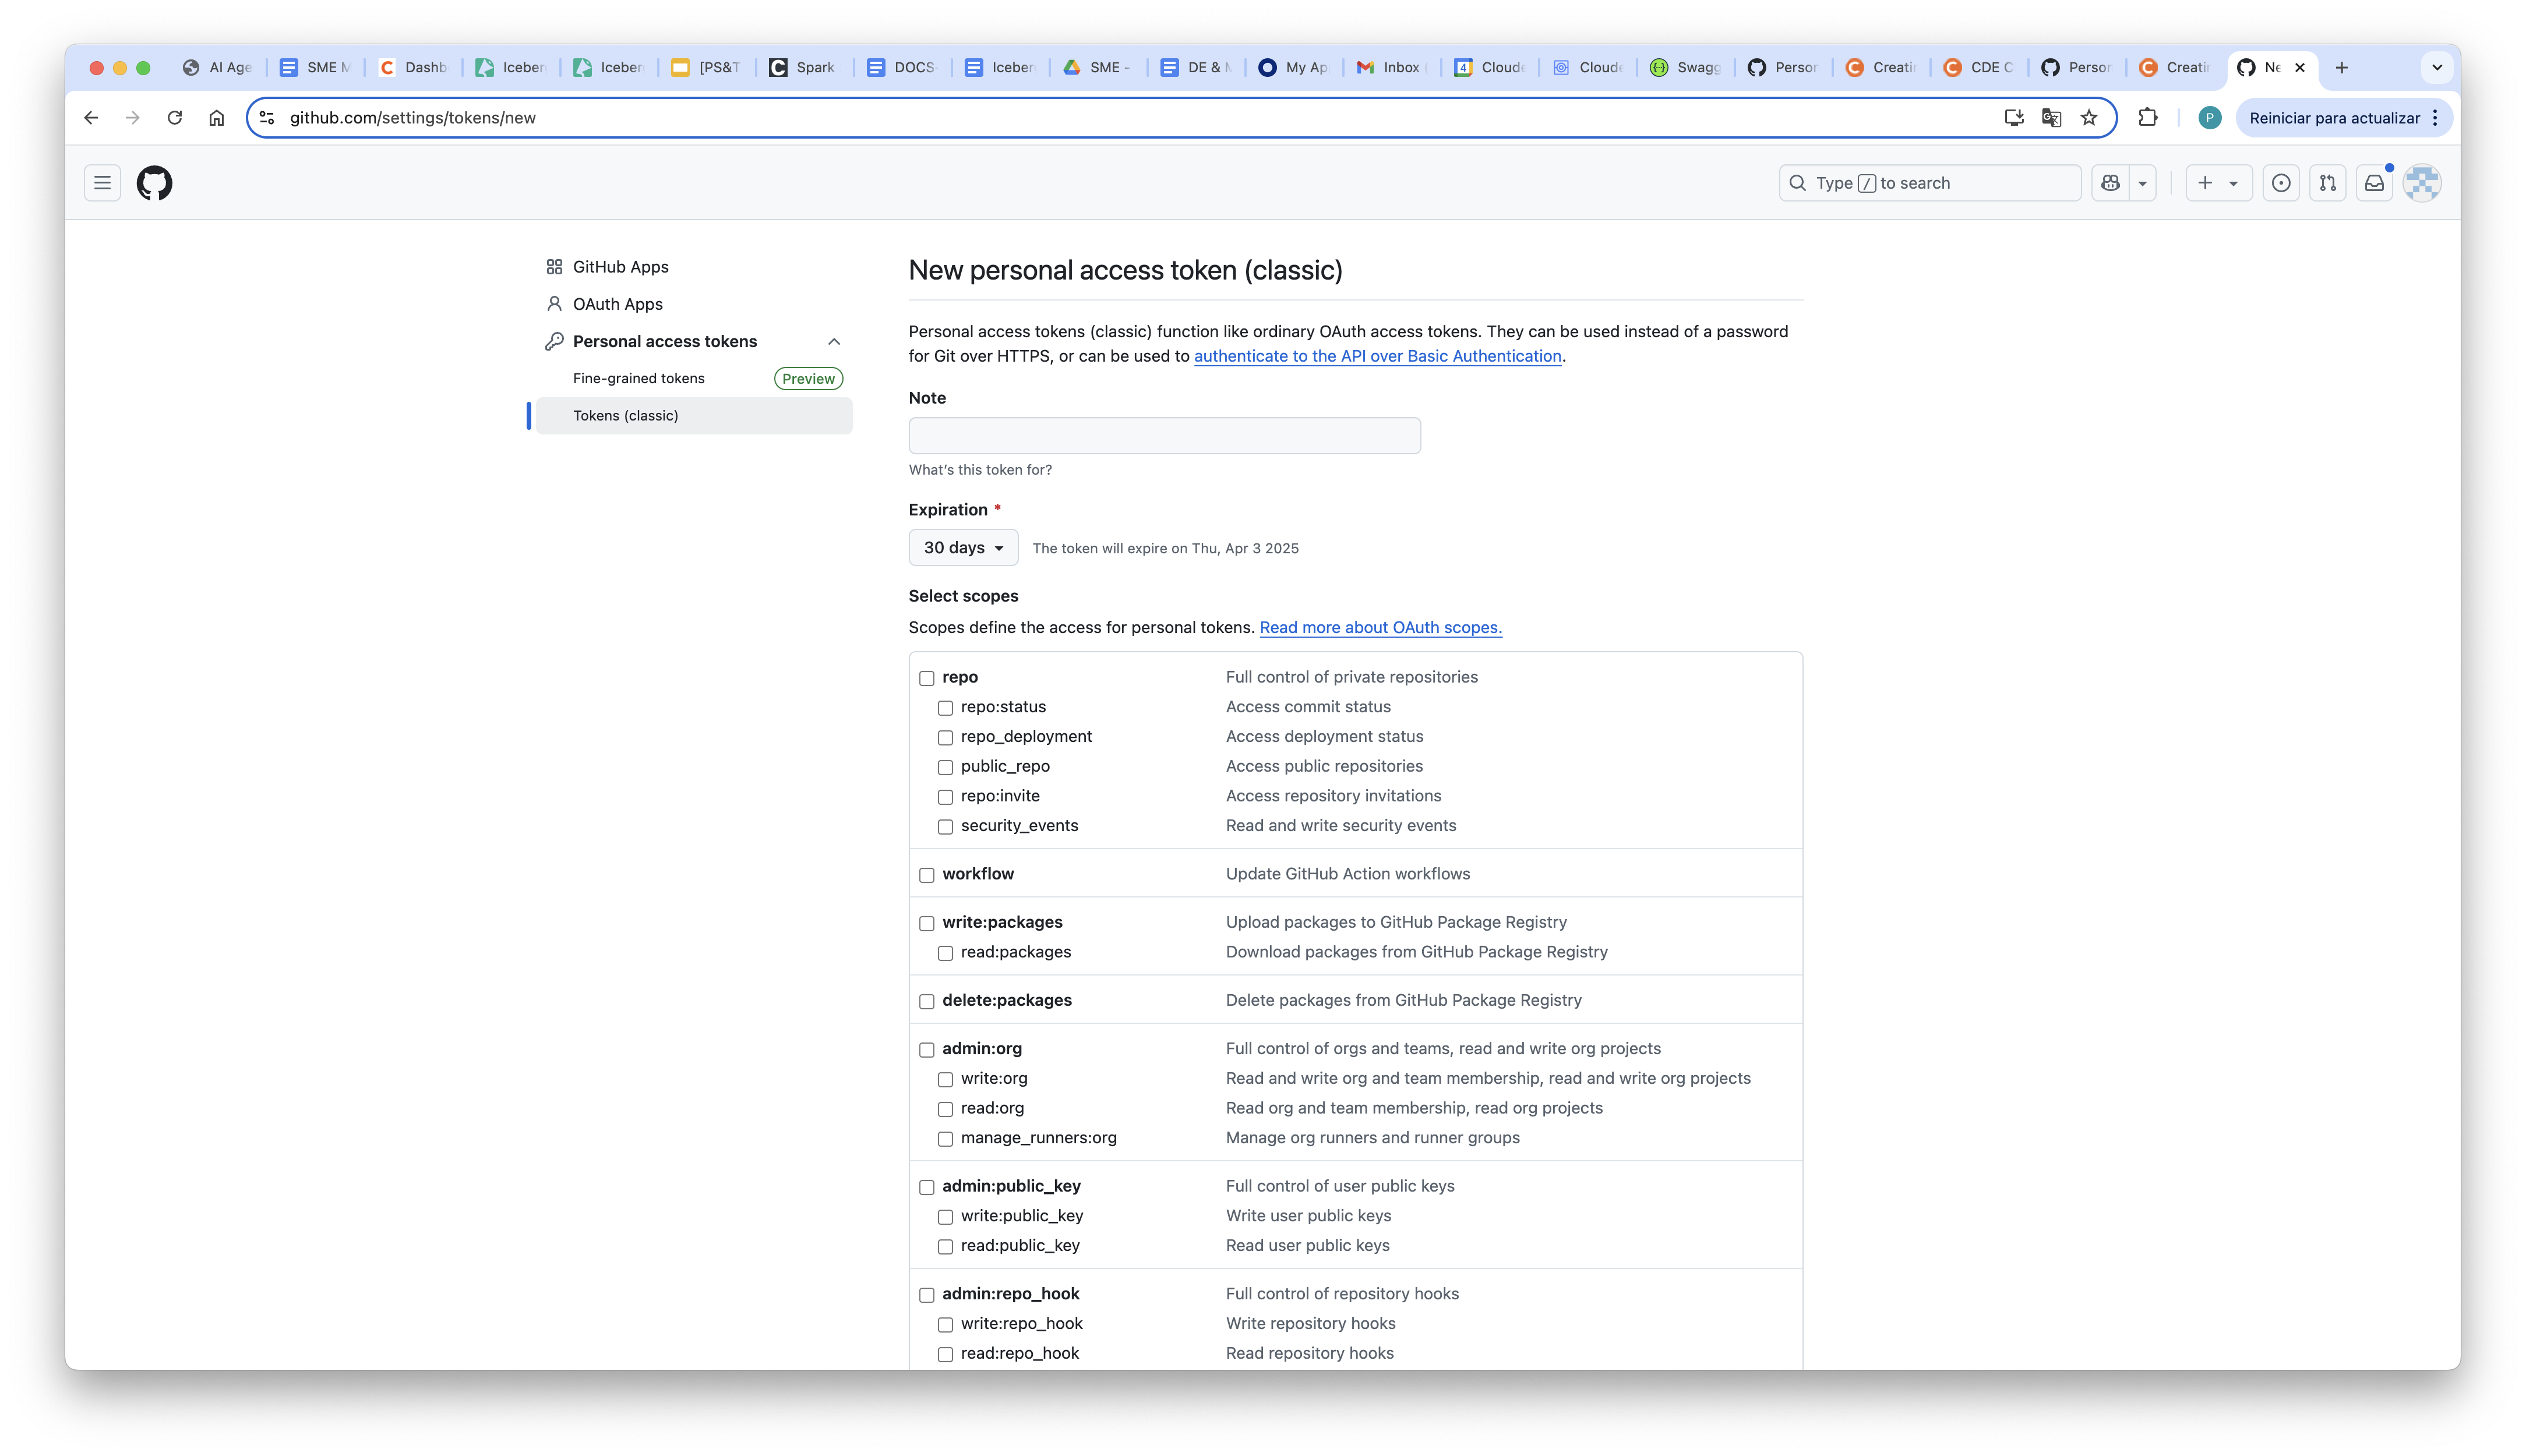 AI Age
SME M
Dashb
Iceber
Iceber
[PS&T
Spark
DOCS-
Iceber
SME -
DE & M
My Ap
Inbox (
4
Cloude
Cloude
Swagg
Person
Creatin
CDE C
Person
Creatin
Ne
github.com/settings/tokens/new
P
Reiniciar para actualizar
Type / to search
GitHub Apps
OAuth Apps
Personal access tokens
Fine-grained tokens
Preview
Tokens (classic)
New personal access token (classic)
Personal access tokens (classic) function like ordinary OAuth access tokens. They can be used instead of a password
for Git over HTTPS, or can be used to authenticate to the API over Basic Authentication.
Note
What's this token for?
Expiration *
30 days
The token will expire on Thu, Apr 3 2025
Select scopes
Scopes define the access for personal tokens. Read more about OAuth scopes.
repo Full control of private repositories
repo:status Access commit status
repo_deployment Access deployment status
public_repo Access public repositories
repo:invite Access repository invitations
security_events Read and write security events
workflow Update GitHub Action workflows
write:packages Upload packages to GitHub Package Registry
read:packages Download packages from GitHub Package Registry
delete:packages Delete packages from GitHub Package Registry
admin:org Full control of orgs and teams, read and write org projects
write:org Read and write org and team membership, read and write org projects
read:org Read org and team membership, read org projects
manage_runners:org Manage org runners and runner groups
admin:public_key Full control of user public keys
write:public_key Write user public keys
read:public_key Read user public keys
admin:repo_hook Full control of repository hooks
write:repo_hook Write repository hooks
read:repo_hook Read repository hooks